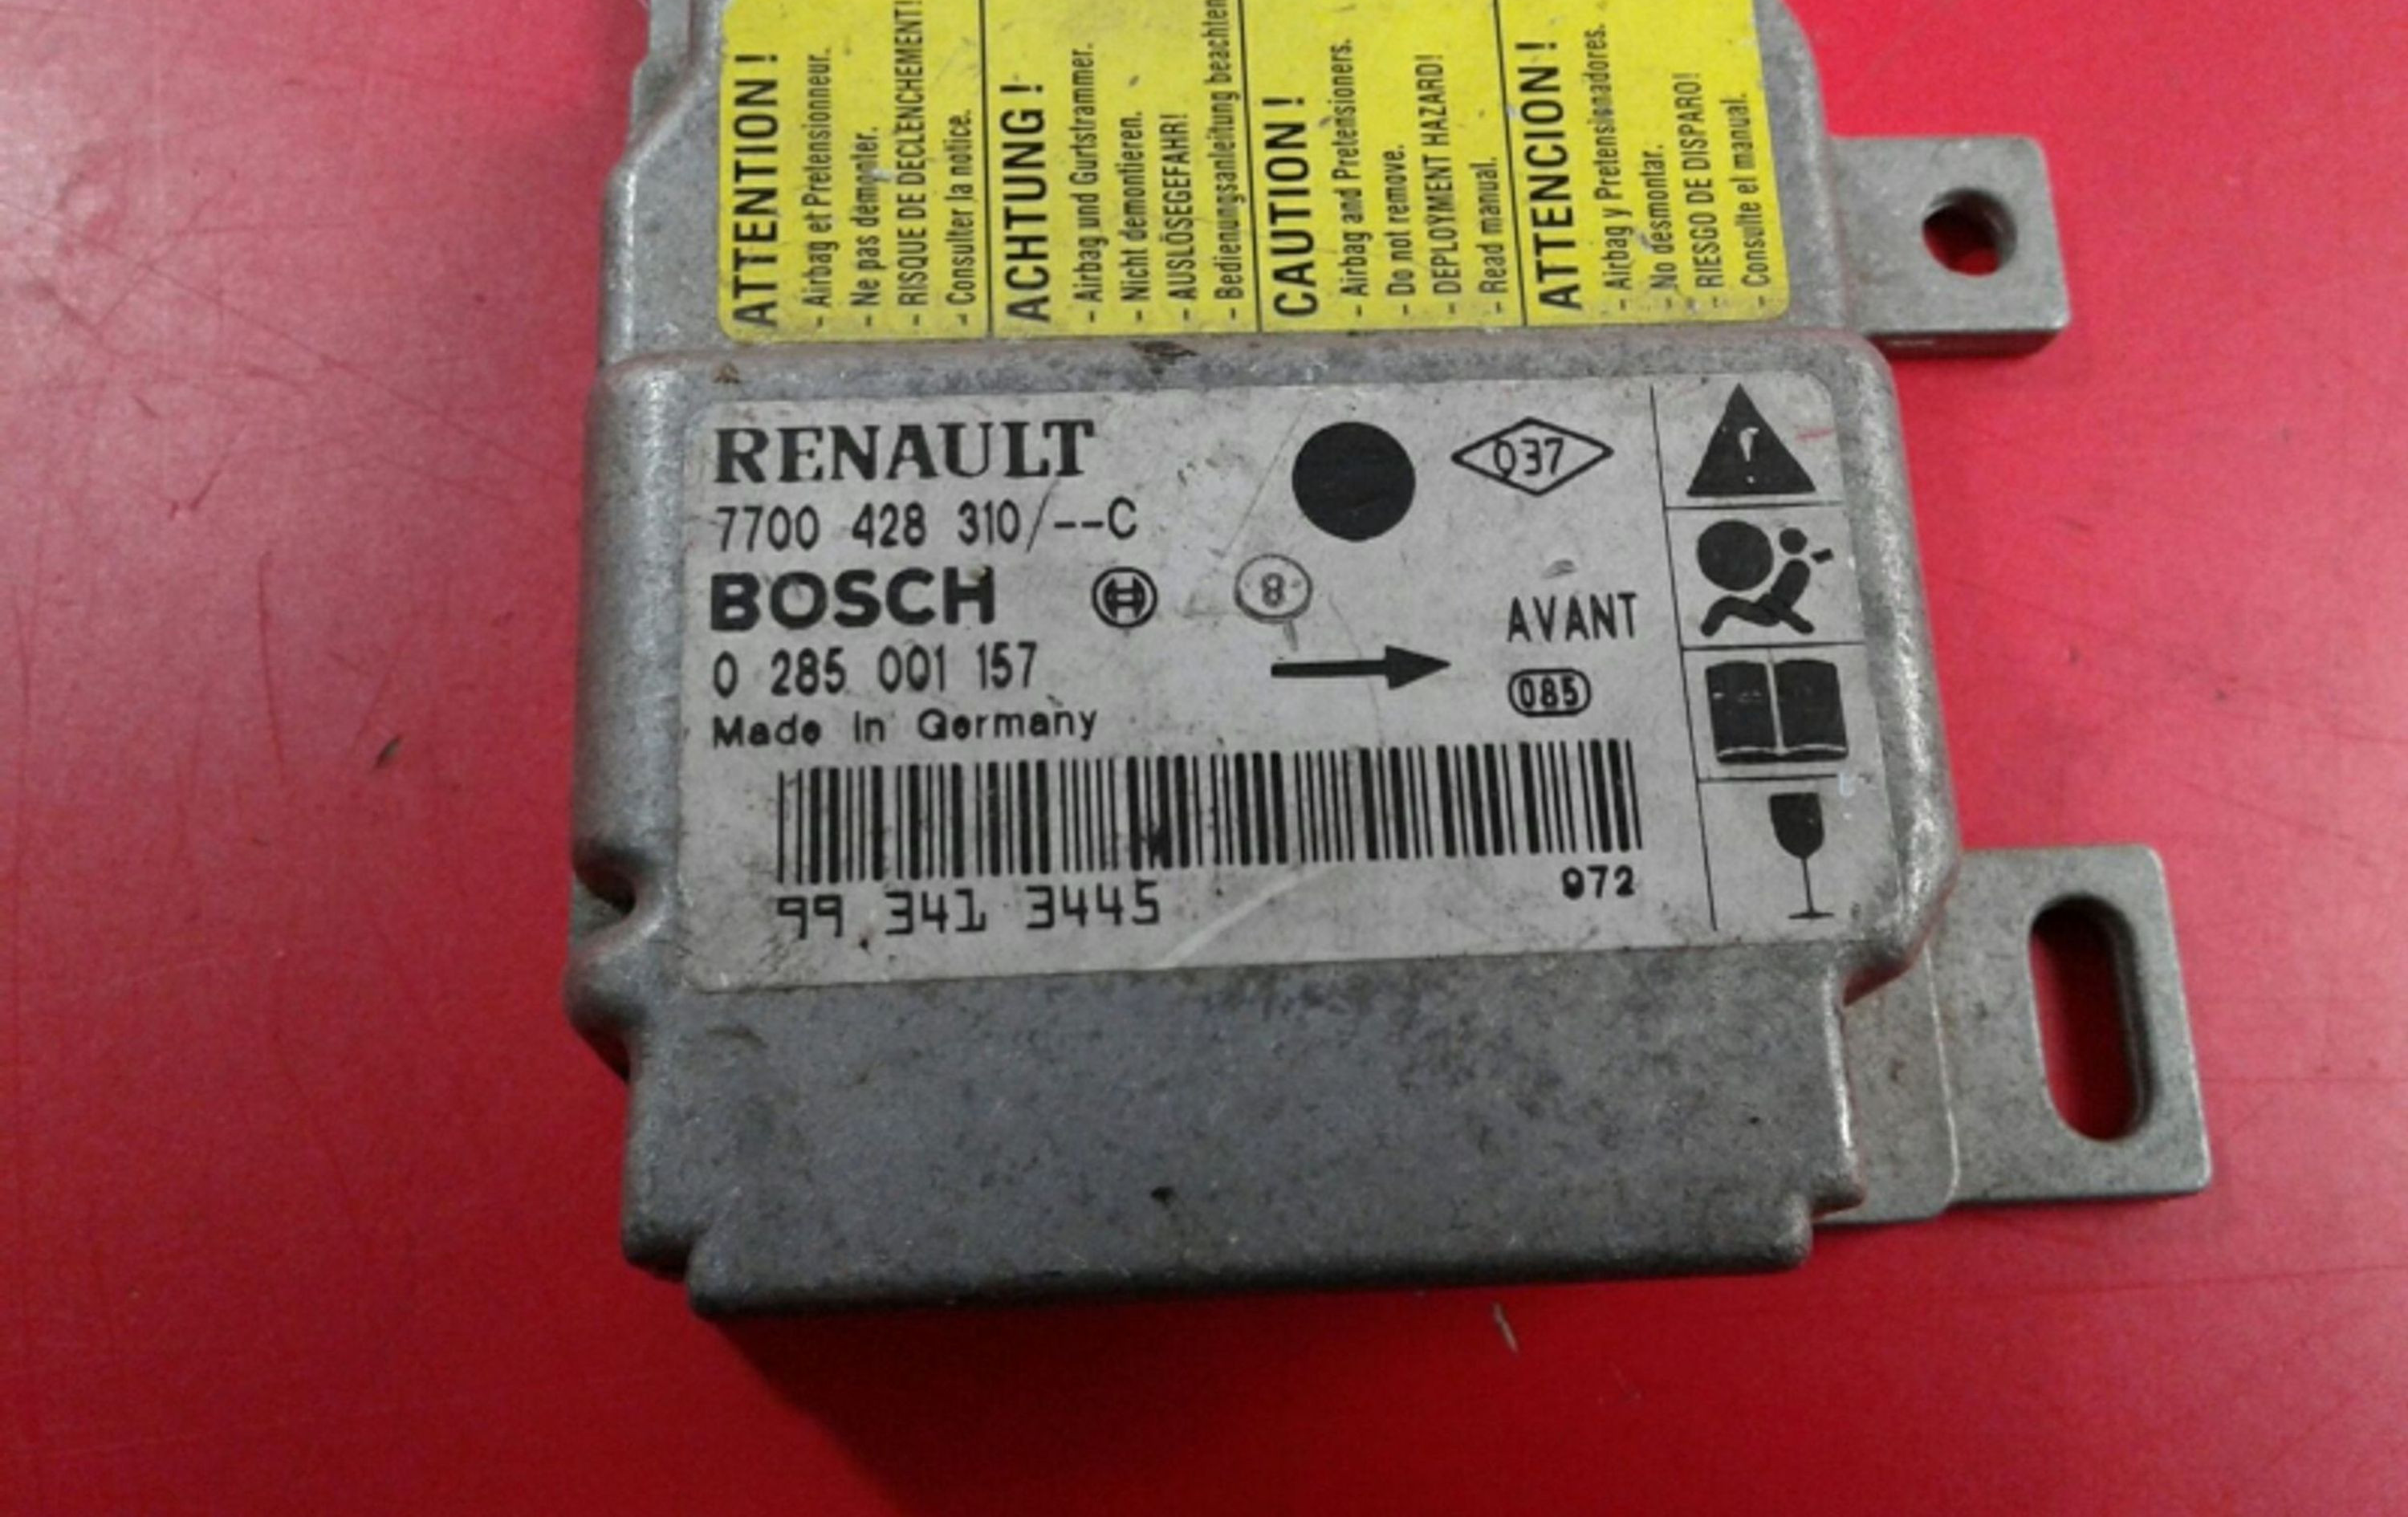 ATTENTION !
- Airbag et Pretensionneur.
- Ne pas démonter.
- RISQUE DE DECLENCHEMENT!
- Consulter la notice.
ACHTUNG !
- Airbag und Gurtstrammer.
- Nicht demontieren.
- AUSLÖSEGEFAHR!
- Bedienungsanleitung beachten
CAUTION !
- Airbag and Pretensioners.
- Do not remove.
- DEPLOYMENT HAZARD!
- Read manual.
ATTENCION !
- Airbag y Pretensionadores.
- No desmontar.
- RIESGO DE DISPARO!
- Consulte el manual.
RENAULT
037
7700 428 310/--C
BOSCH
8
AVANT
0 285 001 157
085
Made in Germany
972
99 341 3445